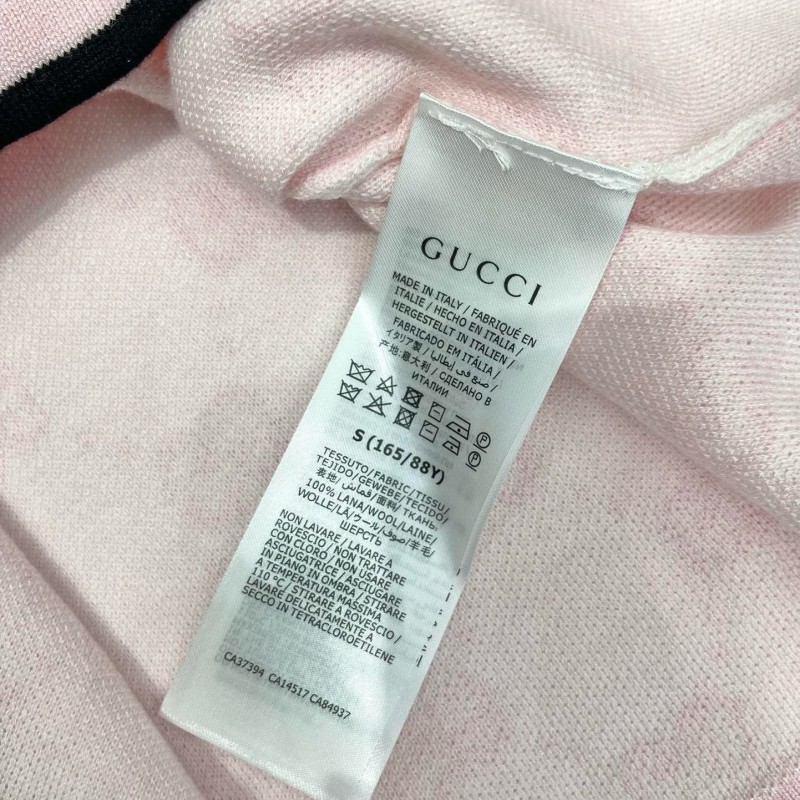 GUCCI
MADE IN ITALY / FABRIQUÉ EN
ITALIE / HECHO EN ITALIA /
HERGESTELLT IN ITALIEN /
FABRICADO EM ITÁLIA /
イタリア製 / صنع في إيطاليا /
产地:意大利 / СДЕЛАНО В
ИТАЛИИ
S (165/88Y)
TESSUTO/FABRIC/TISSU/
TEJIDO/GEWEBE/TECIDO/
表地/قماش/面料/ТКАНЬ:
100% LANA/WOOL/LAINE/
WOLLE/LÃ/ウール/صوف/羊毛/
ШЕРСТЬ
NON LAVARE / LAVARE A
ROVESCIO / NON TRATTARE
CON CLORO / NON USARE
ASCIUGATRICE / ASCIUGARE
IN PIANO IN OMBRA / STIRARE
A TEMPERATURA MASSIMA
110 °C / STIRARE A ROVESCIO /
LAVARE DELICATAMENTE A
SECCO IN TETRACLOROETILENE
CA37394 CA14517 CA84937